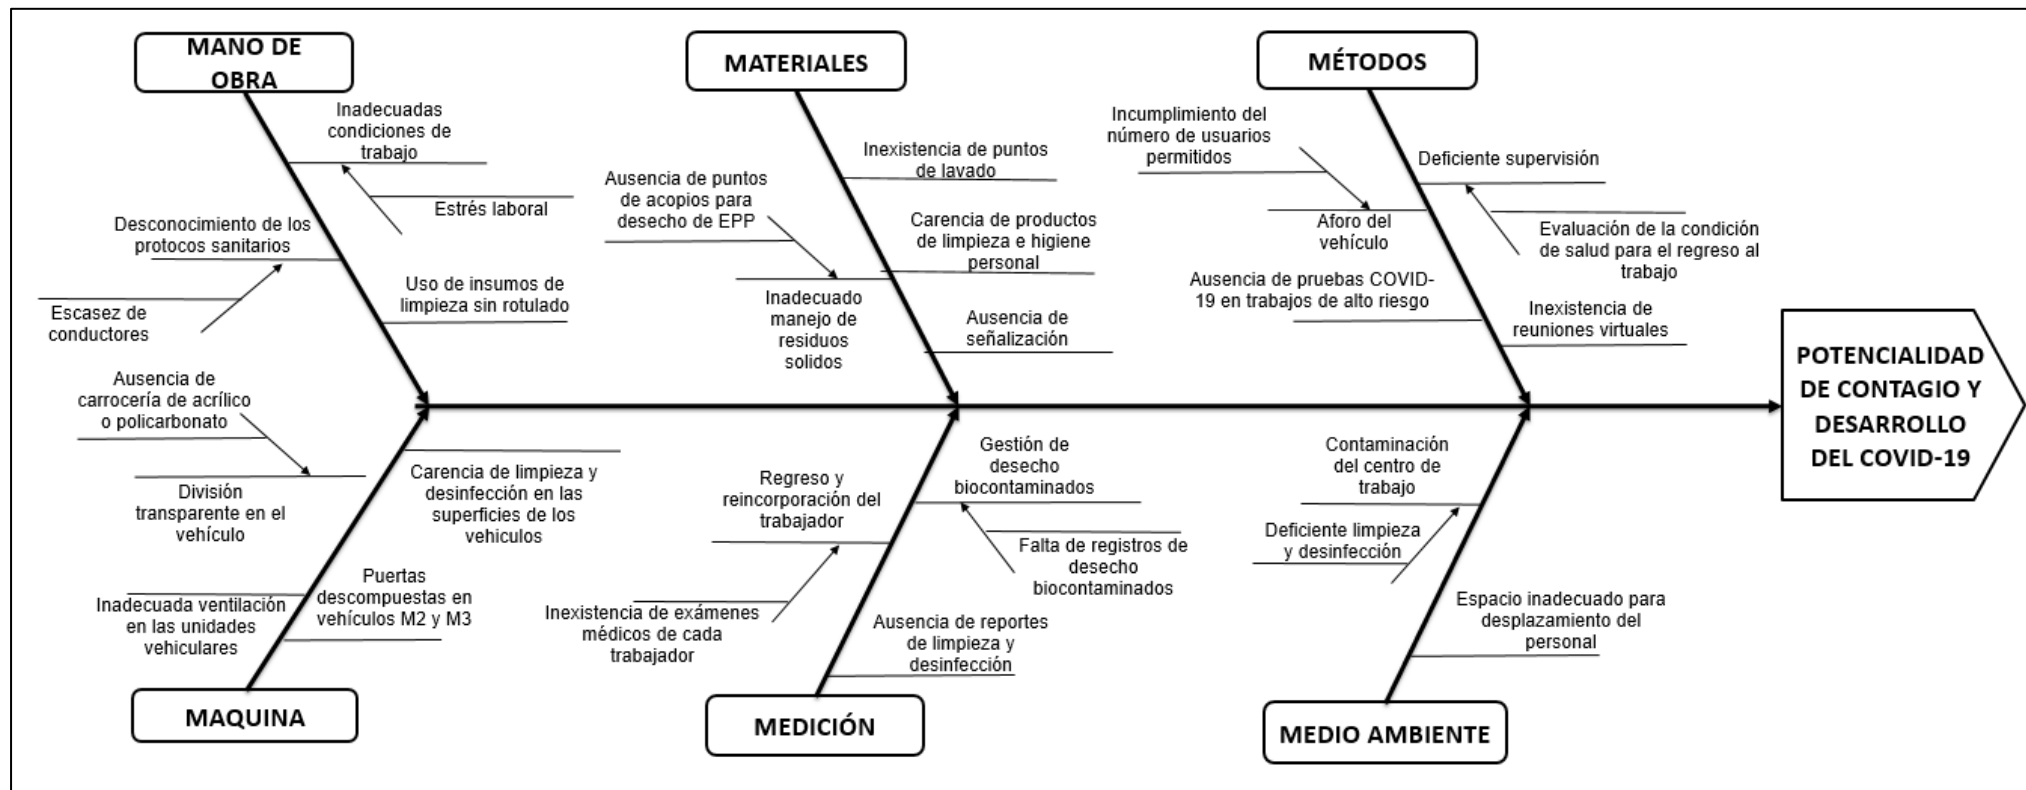 MANO DE
OBRA
Inadecuadas
condiciones de
trabajo
Estrés laboral
Desconocimiento de los
protocos sanitarios
Escasez de
conductores
Uso de insumos de
limpieza sin rotulado
MATERIALES
Inexistencia de puntos
de lavado
Ausencia de puntos
de acopios para
desecho de EPP
Carencia de productos
de limpieza e higiene
personal
Inadecuado
manejo de
residuos
solidos
Ausencia de
señalización
MÉTODOS
Incumplimiento del
número de usuarios
permitidos
Deficiente supervisión
Aforo del
vehículo
Evaluación de la condición
de salud para el regreso al
trabajo
Ausencia de pruebas COVID-
19 en trabajos de alto riesgo
Inexistencia de
reuniones virtuales
POTENCIALIDAD
DE CONTAGIO Y
DESARROLLO
DEL COVID-19
Ausencia de
carrocería de acrílico
o policarbonato
División
transparente en el
vehículo
Carencia de limpieza y
desinfección en las
superficies de los
vehiculos
Inadecuada ventilación
en las unidades
vehiculares
Puertas
descompuestas en
vehículos M2 y M3
MAQUINA
Gestión de
desecho
biocontaminados
Regreso y
reincorporación del
trabajador
Falta de registros de
desecho
biocontaminados
Inexistencia de exámenes
médicos de cada
trabajador
Ausencia de reportes
de limpieza y
desinfección
MEDICIÓN
Contaminación
del centro de
trabajo
Deficiente limpieza
y desinfección
Espacio inadecuado para
desplazamiento del
personal
MEDIO AMBIENTE